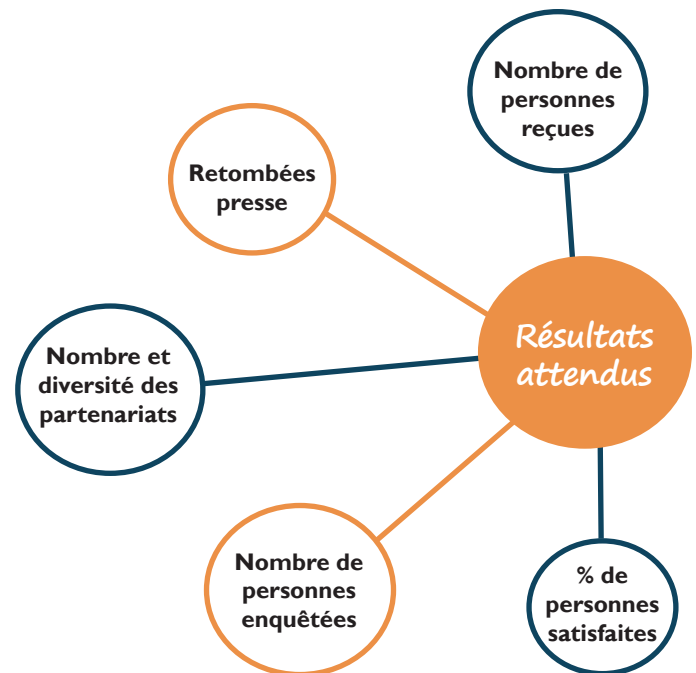 Nombre de
personnes
reçues
Retombées
presse
Résultats
attendus
Nombre et
diversité des
partenariats
Nombre de
personnes
enquêtées
% de
personnes
satisfaites